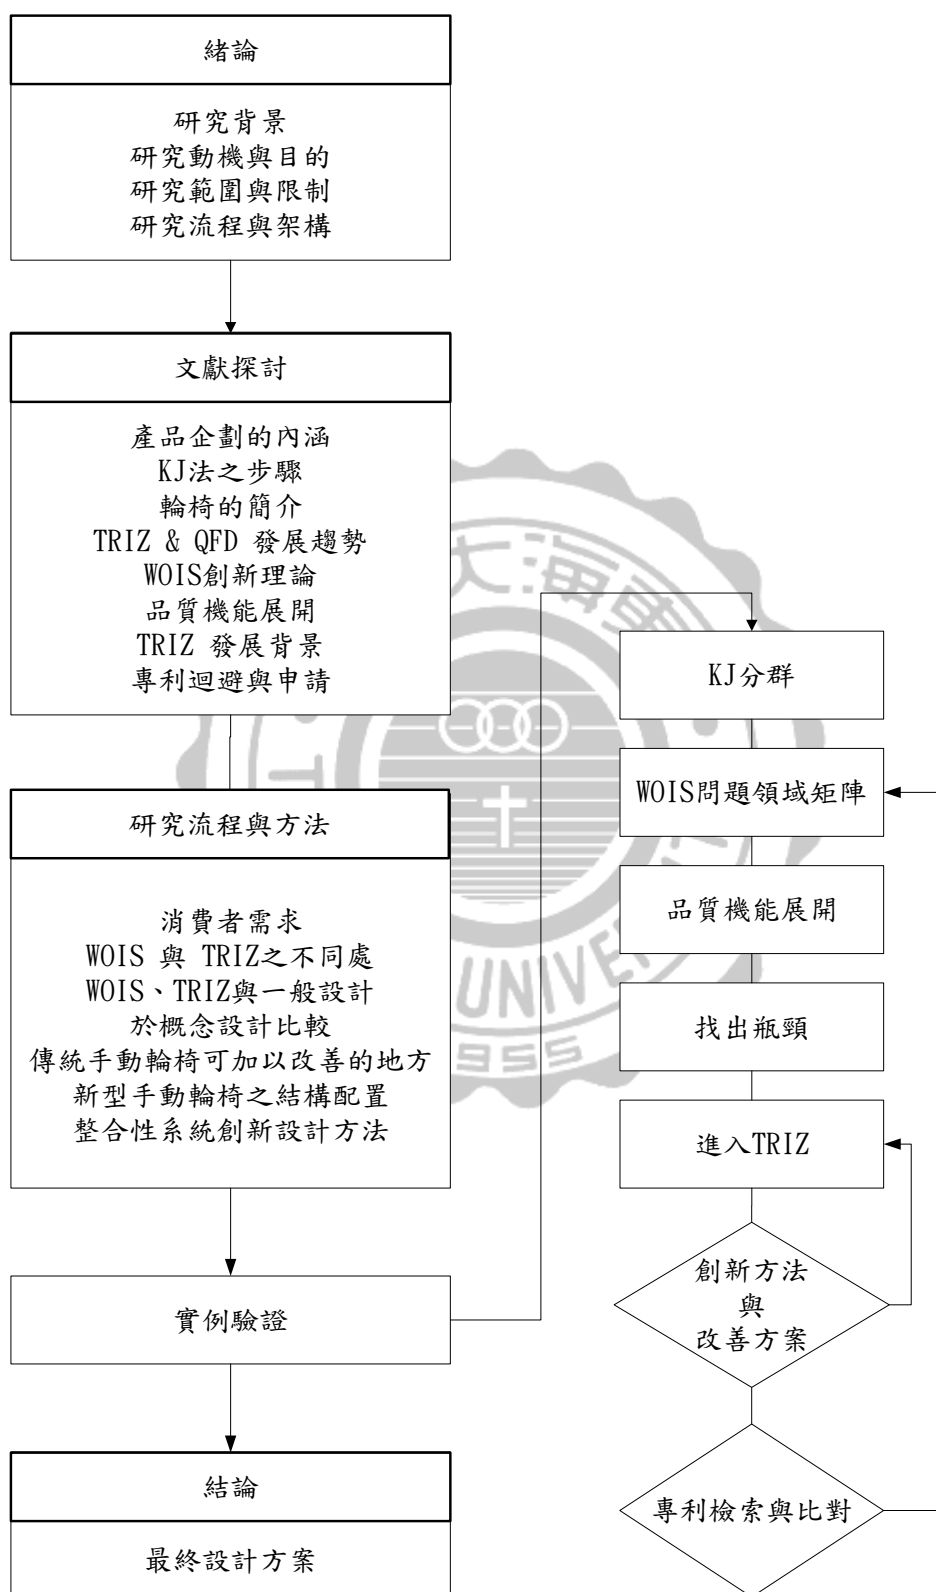 緒論
研究背景
研究動機與目的
研究範圍與限制
研究流程與架構
文獻探討
產品企劃的內涵
KJ法之步驟
輪椅的簡介
TRIZ & QFD 發展趨勢
WOIS創新理論
品質機能展開
TRIZ 發展背景
專利迴避與申請
研究流程與方法
消費者需求
WOIS 與 TRIZ之不同處
WOIS、TRIZ與一般設計
於概念設計比較
傳統手動輪椅可加以改善的地方
新型手動輪椅之結構配置
整合性系統創新設計方法
實例驗證
結論
最終設計方案
KJ分群
WOIS問題領域矩陣
品質機能展開
找出瓶頸
進入TRIZ
創新方法
與
改善方案
專利檢索與比對
大海東
UNIVE
955